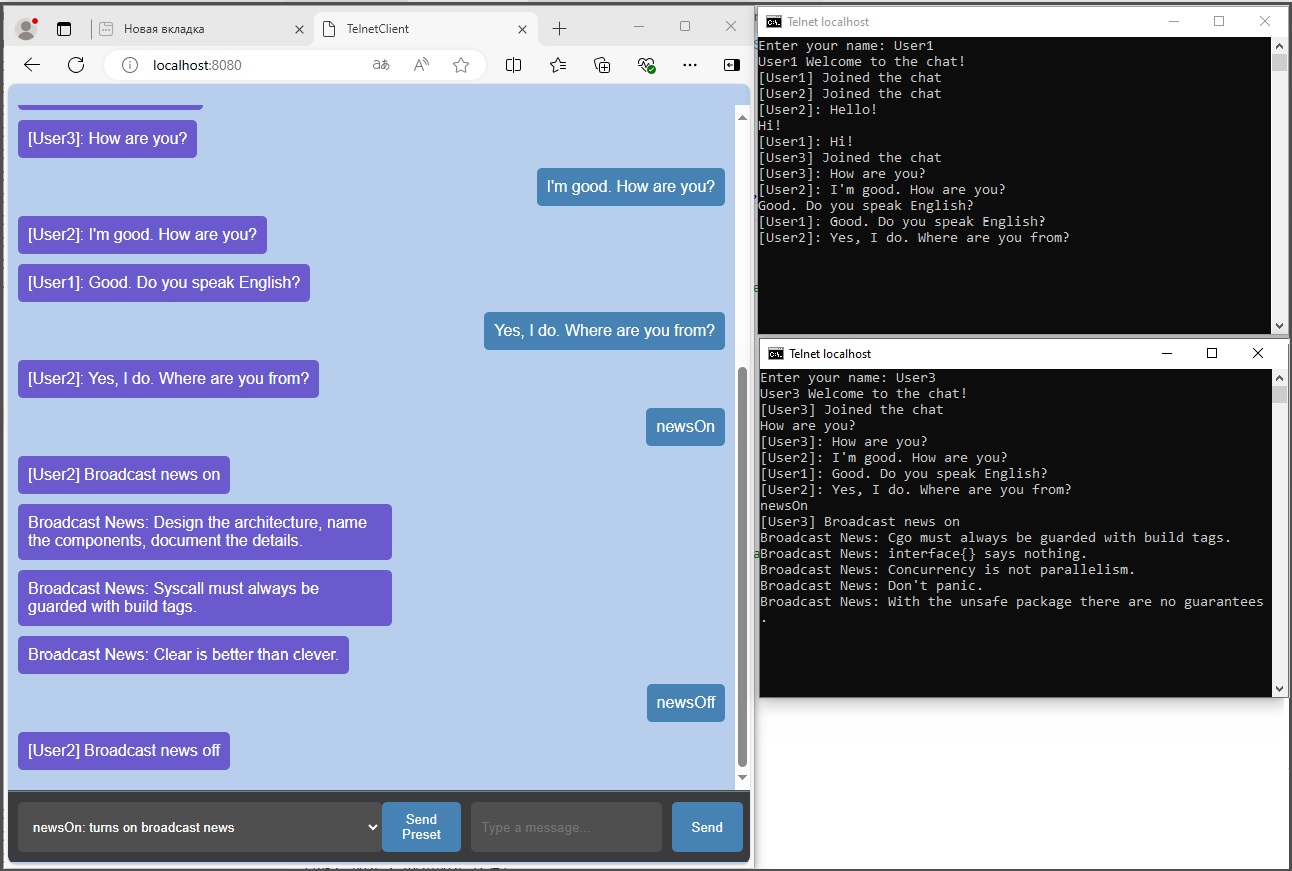 Новая вкладка
TelnetClient
localhost:8080
aあ
[User3]: How are you?
I'm good. How are you?
[User2]: I'm good. How are you?
[User1]: Good. Do you speak English?
Yes, I do. Where are you from?
[User2]: Yes, I do. Where are you from?
newsOn
[User2] Broadcast news on
Broadcast News: Design the architecture, name
the components, document the details.
Broadcast News: Syscall must always be
guarded with build tags.
Broadcast News: Clear is better than clever.
newsOff
[User2] Broadcast news off
newsOn: turns on broadcast news
Send
Preset
Type a message...
Send
Telnet localhost
Enter your name: User1
User1 Welcome to the chat!
[User1] Joined the chat
[User2] Joined the chat
[User2]: Hello!
Hi!
[User1]: Hi!
[User3] Joined the chat
[User3]: How are you?
[User2]: I'm good. How are you?
Good. Do you speak English?
[User1]: Good. Do you speak English?
[User2]: Yes, I do. Where are you from?
Telnet localhost
Enter your name: User3
User3 Welcome to the chat!
[User3] Joined the chat
How are you?
[User3]: How are you?
[User2]: I'm good. How are you?
[User1]: Good. Do you speak English?
[User2]: Yes, I do. Where are you from?
newsOn
[User3] Broadcast news on
Broadcast News: Cgo must always be guarded with build tags.
Broadcast News: interface{} says nothing.
Broadcast News: Concurrency is not parallelism.
Broadcast News: Don't panic.
Broadcast News: With the unsafe package there are no guarantees
.